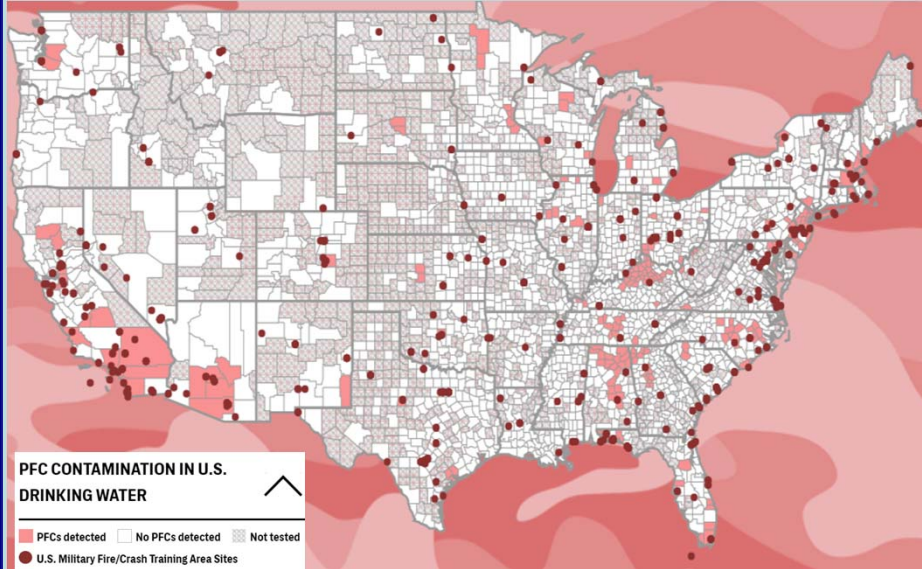 PFC CONTAMINATION IN U.S.
DRINKING WATER
PFCs detected No PFCs detected Not tested
U.S. Military Fire/Crash Training Area Sites